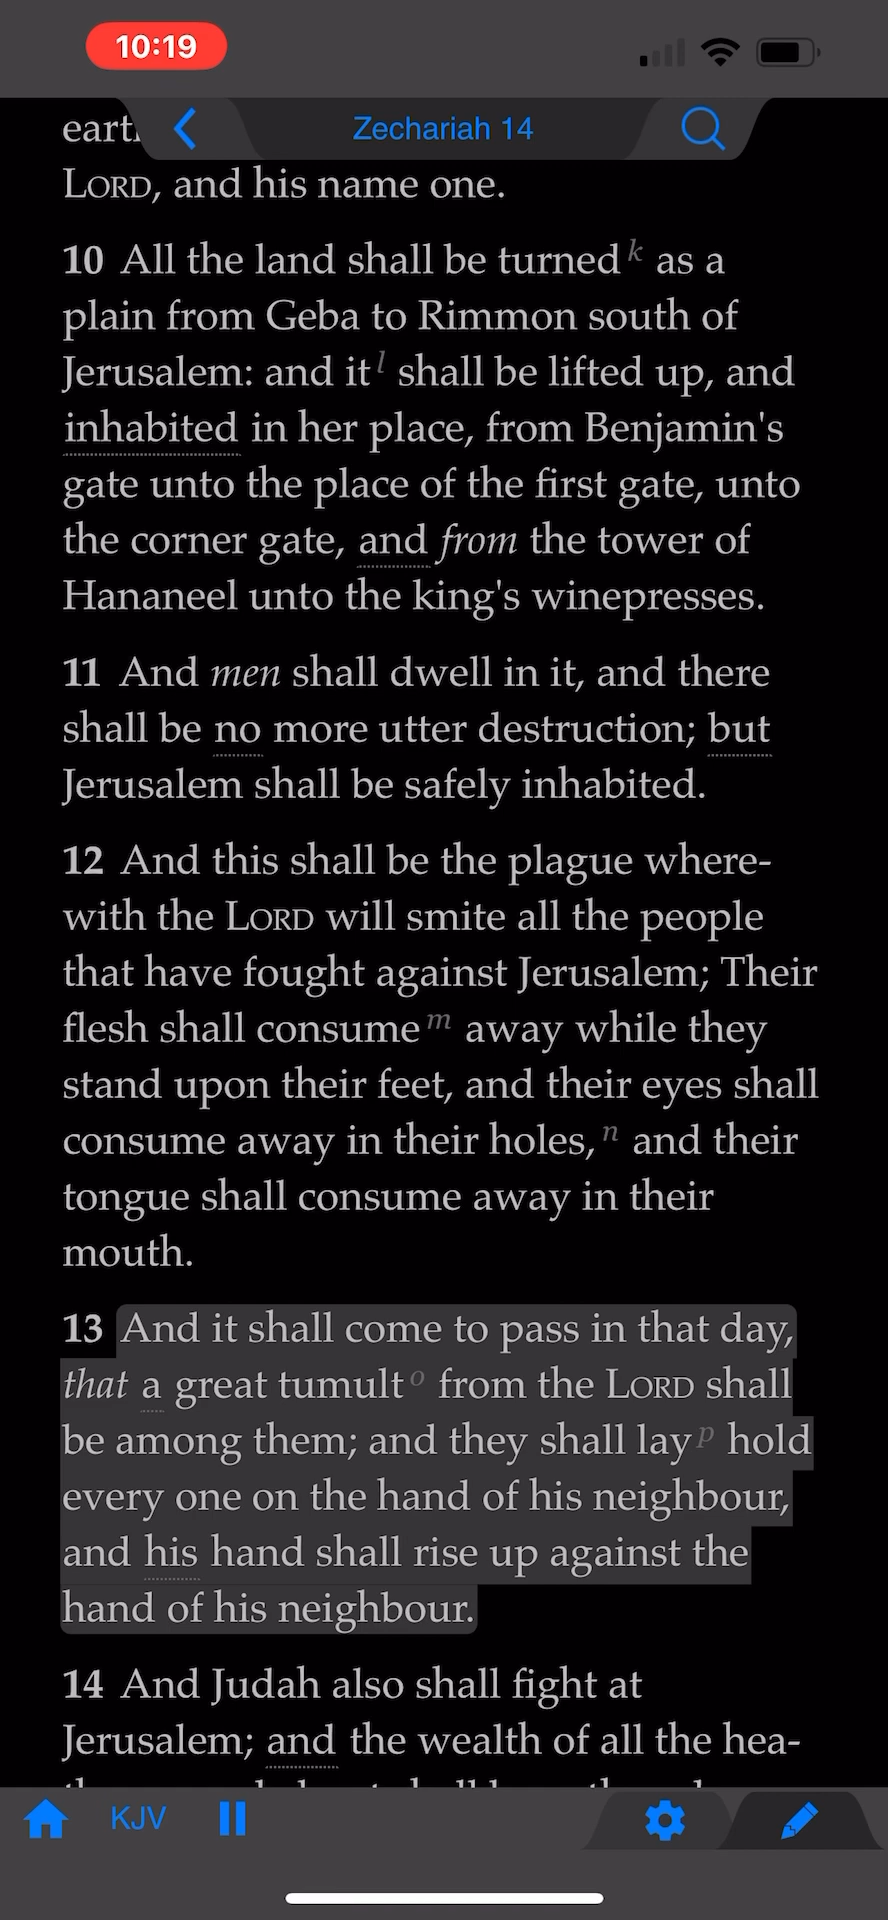 10:19
Zechariah 14
LORD, and his name one.
10 All the land shall be turned k as a
plain from Geba to Rimmon south of
Jerusalem: and it l shall be lifted up, and
inhabited in her place, from Benjamin's
gate unto the place of the first gate, unto
the corner gate, and from the tower of
Hananeel unto the king's winepresses.
11 And men shall dwell in it, and there
shall be no more utter destruction; but
Jerusalem shall be safely inhabited.
12 And this shall be the plague where-
with the LORD will smite all the people
that have fought against Jerusalem; Their
flesh shall consume m away while they
stand upon their feet, and their eyes shall
consume away in their holes, n and their
tongue shall consume away in their
mouth.
13 And it shall come to pass in that day,
that a great tumult o from the LORD shall
be among them; and they shall lay p hold
every one on the hand of his neighbour,
and his hand shall rise up against the
hand of his neighbour.
14 And Judah also shall fight at
Jerusalem; and the wealth of all the hea-
KJV